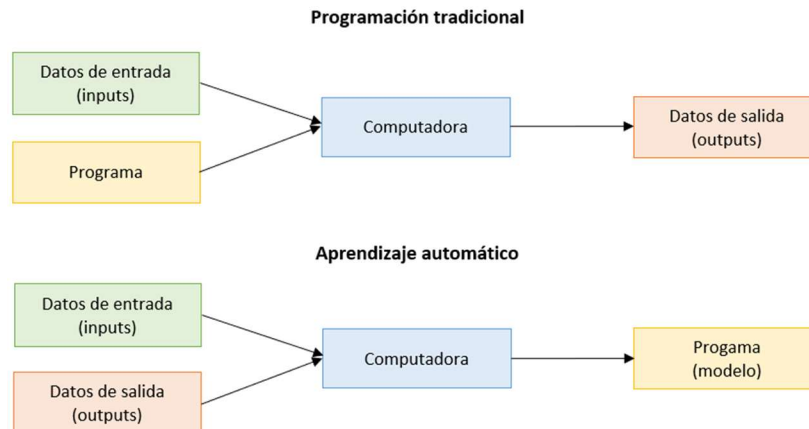 Programación tradicional
Datos de entrada
(inputs)
Programa
Computadora
Datos de salida
(outputs)
Aprendizaje automático
Datos de entrada
(inputs)
Datos de salida
(outputs)
Computadora
Progama
(modelo)